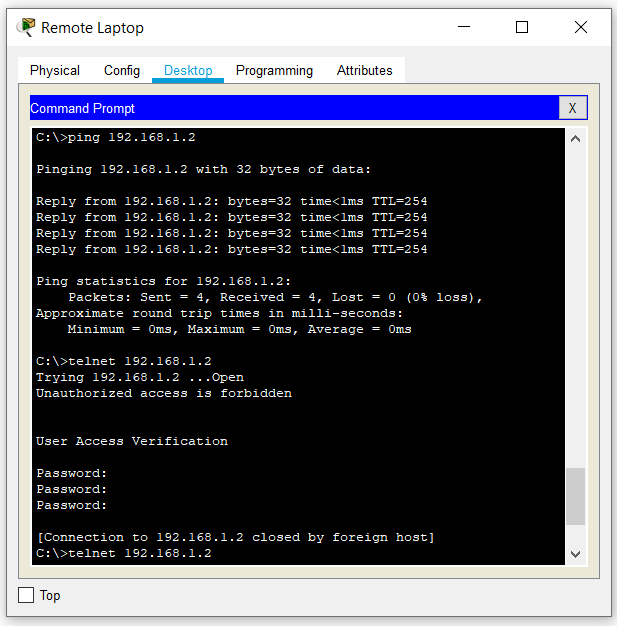 Remote Laptop
Physical Config Desktop Programming Attributes
Command Prompt X
C:\>ping 192.168.1.2
Pinging 192.168.1.2 with 32 bytes of data:
Reply from 192.168.1.2: bytes=32 time<1ms TTL=254
Reply from 192.168.1.2: bytes=32 time<1ms TTL=254
Reply from 192.168.1.2: bytes=32 time<1ms TTL=254
Reply from 192.168.1.2: bytes=32 time<1ms TTL=254
Ping statistics for 192.168.1.2:
Packets: Sent = 4, Received = 4, Lost = 0 (0% loss),
Approximate round trip times in milli-seconds:
Minimum = 0ms, Maximum = 0ms, Average = 0ms
C:\>telnet 192.168.1.2
Trying 192.168.1.2 ...Open
Unauthorized access is forbidden
User Access Verification
Password:
Password:
Password:
[Connection to 192.168.1.2 closed by foreign host]
C:\>telnet 192.168.1.2
Top